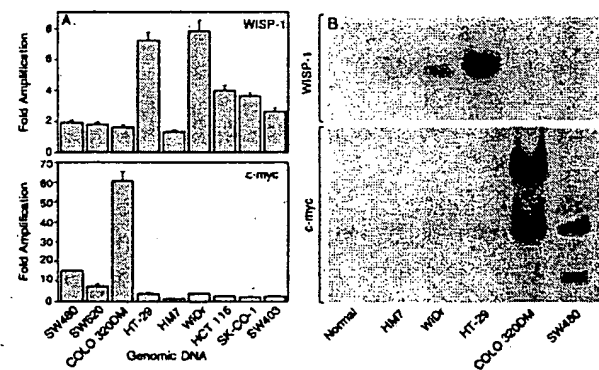 A.
WISP-1
Fold Amplification
8
6
4
2
0
c-myc
Fold Amplification
70
60
50
40
30
20
10
0
SW480
SW620
COLO 320DM
HT-29
HM7
WiDr
HCT 116
SK-CO-1
SW403
Genomic DNA
B.
WISP-1
c-myc
Normal
HM7
WiDr
HT-29
COLO 320DM
SW480